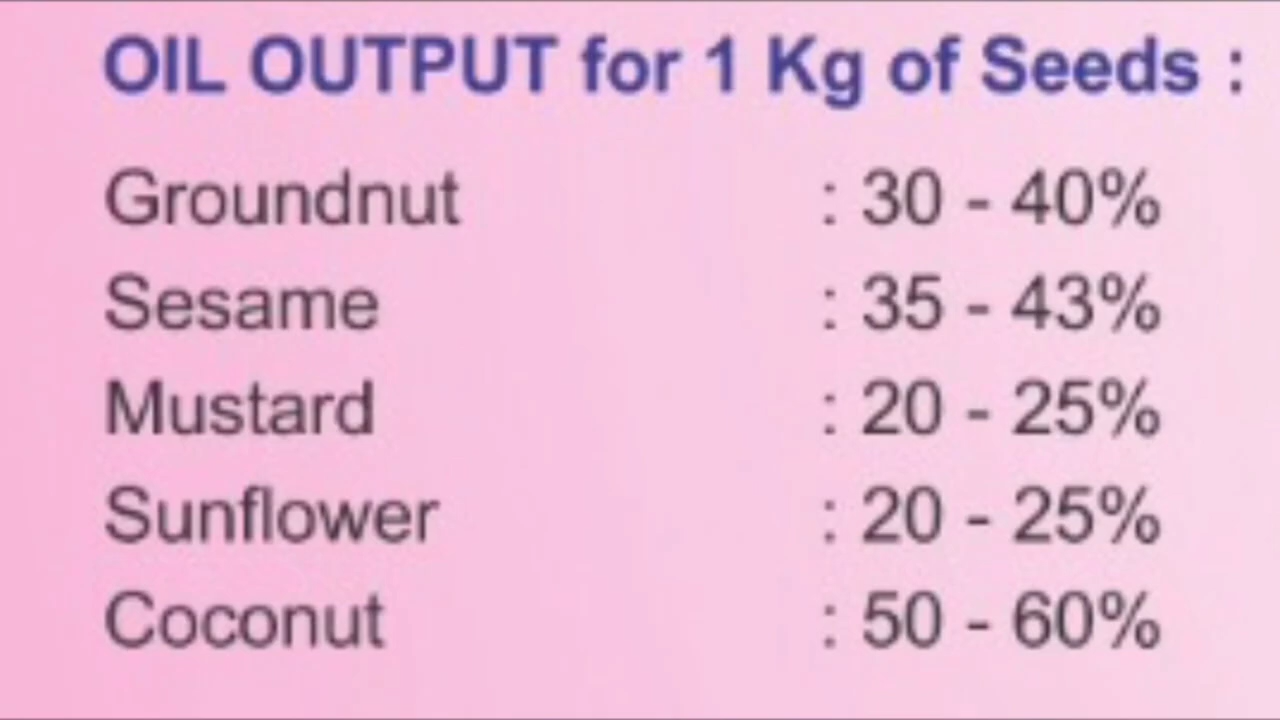 OIL OUTPUT for 1 Kg of Seeds :
Groundnut : 30 - 40%
Sesame : 35 - 43%
Mustard : 20 - 25%
Sunflower : 20 - 25%
Coconut : 50 - 60%